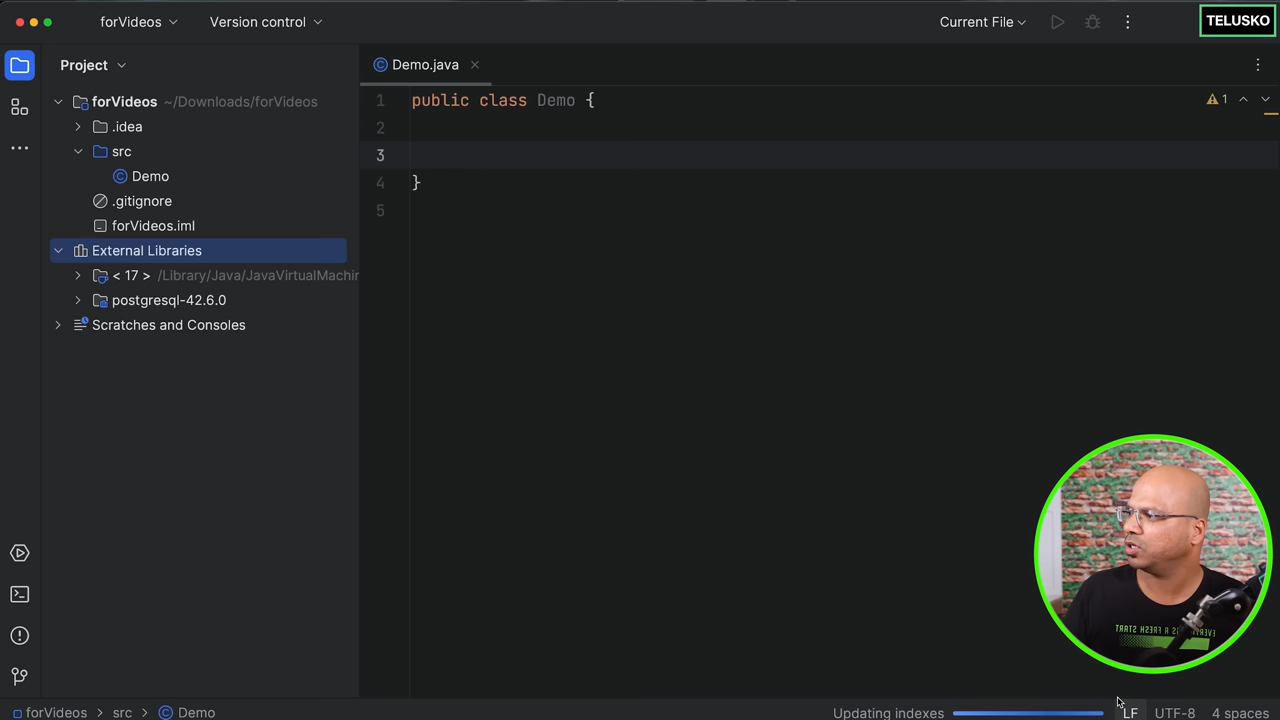 forVideos
Version control
Current File
TELUSKO
Project
Demo.java
forVideos ~/Downloads/forVideos
.idea
src
Demo
.gitignore
forVideos.iml
External Libraries
< 17 > /Library/Java/JavaVirtualMachin
postgresql-42.6.0
Scratches and Consoles
1 public class Demo {
2
3
4 }
5
1
START
forVideos > src > Demo
Updating indexes
LF UTF-8 4 spaces